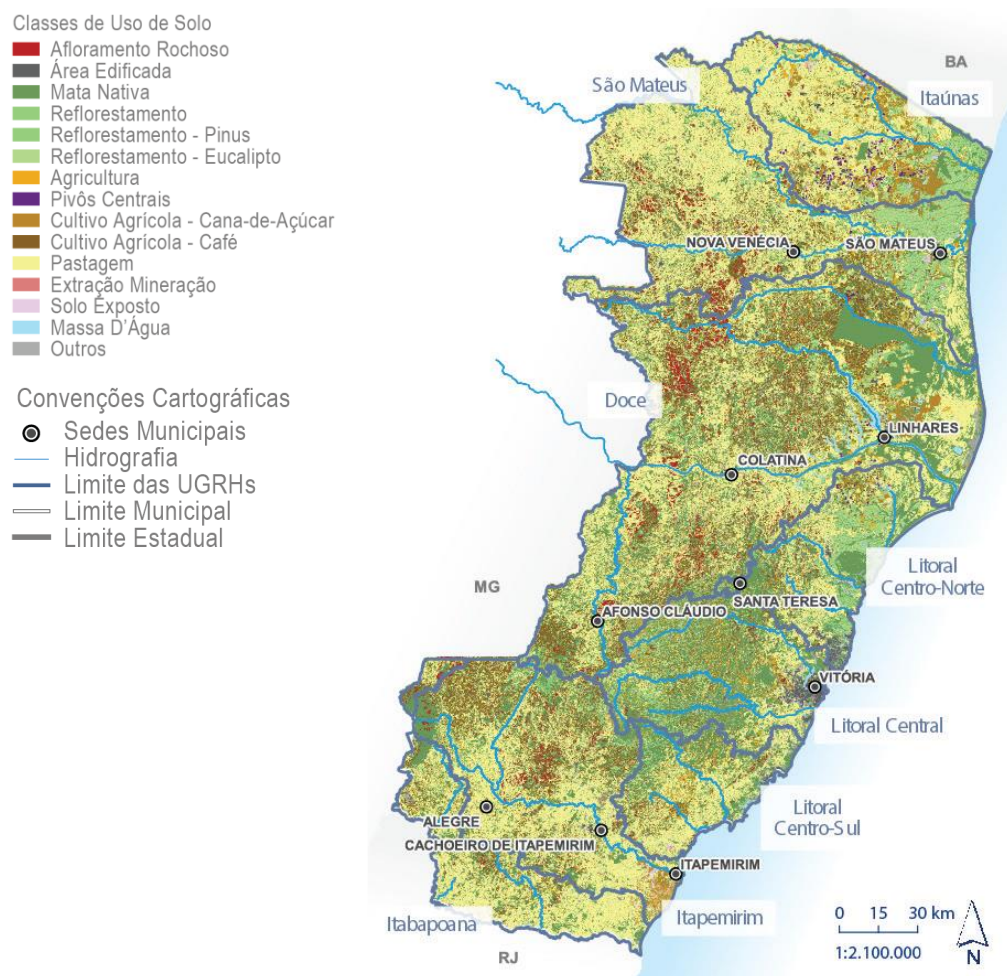 Classes de Uso de Solo
Afloramento Rochoso
Área Edificada
Mata Nativa
Reflorestamento
Reflorestamento - Pinus
Reflorestamento - Eucalipto
Agricultura
Pivôs Centrais
Cultivo Agrícola - Cana-de-Açúcar
Cultivo Agrícola - Café
Pastagem
Extração Mineração
Solo Exposto
Massa D'Água
Outros
Convenções Cartográficas
Sedes Municipais
Hidrografia
Limite das UGRHs
Limite Municipal
Limite Estadual
BA
São Mateus
Itaúnas
NOVA VENÉCIA
SÃO MATEUS
Doce
LINHARES
COLATINA
Litoral
Centro-Norte
MG
SANTA TERESA
AFONSO CLÁUDIO
VITÓRIA
Litoral Central
Litoral
Centro-Sul
ALEGRE
CACHOEIRO DE ITAPEMIRIM
ITAPEMIRIM
Itabapoana
Itapemirim
RJ
0 15 30 km
1:2.100.000
N